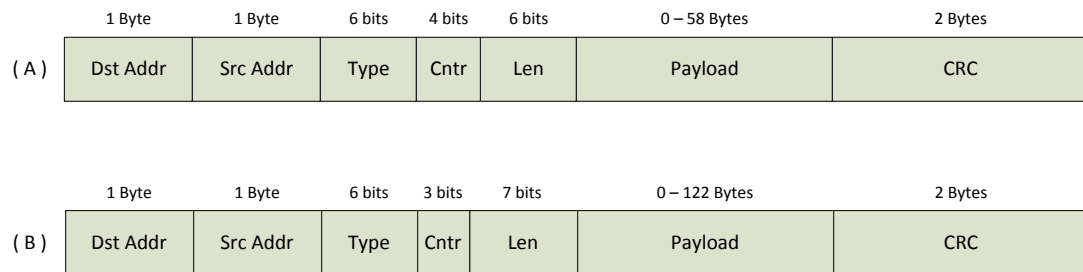 1 Byte 1 Byte 6 bits 4 bits 6 bits 0 – 58 Bytes 2 Bytes
( A ) Dst Addr Src Addr Type Cntr Len Payload CRC
1 Byte 1 Byte 6 bits 3 bits 7 bits 0 – 122 Bytes 2 Bytes
( B ) Dst Addr Src Addr Type Cntr Len Payload CRC